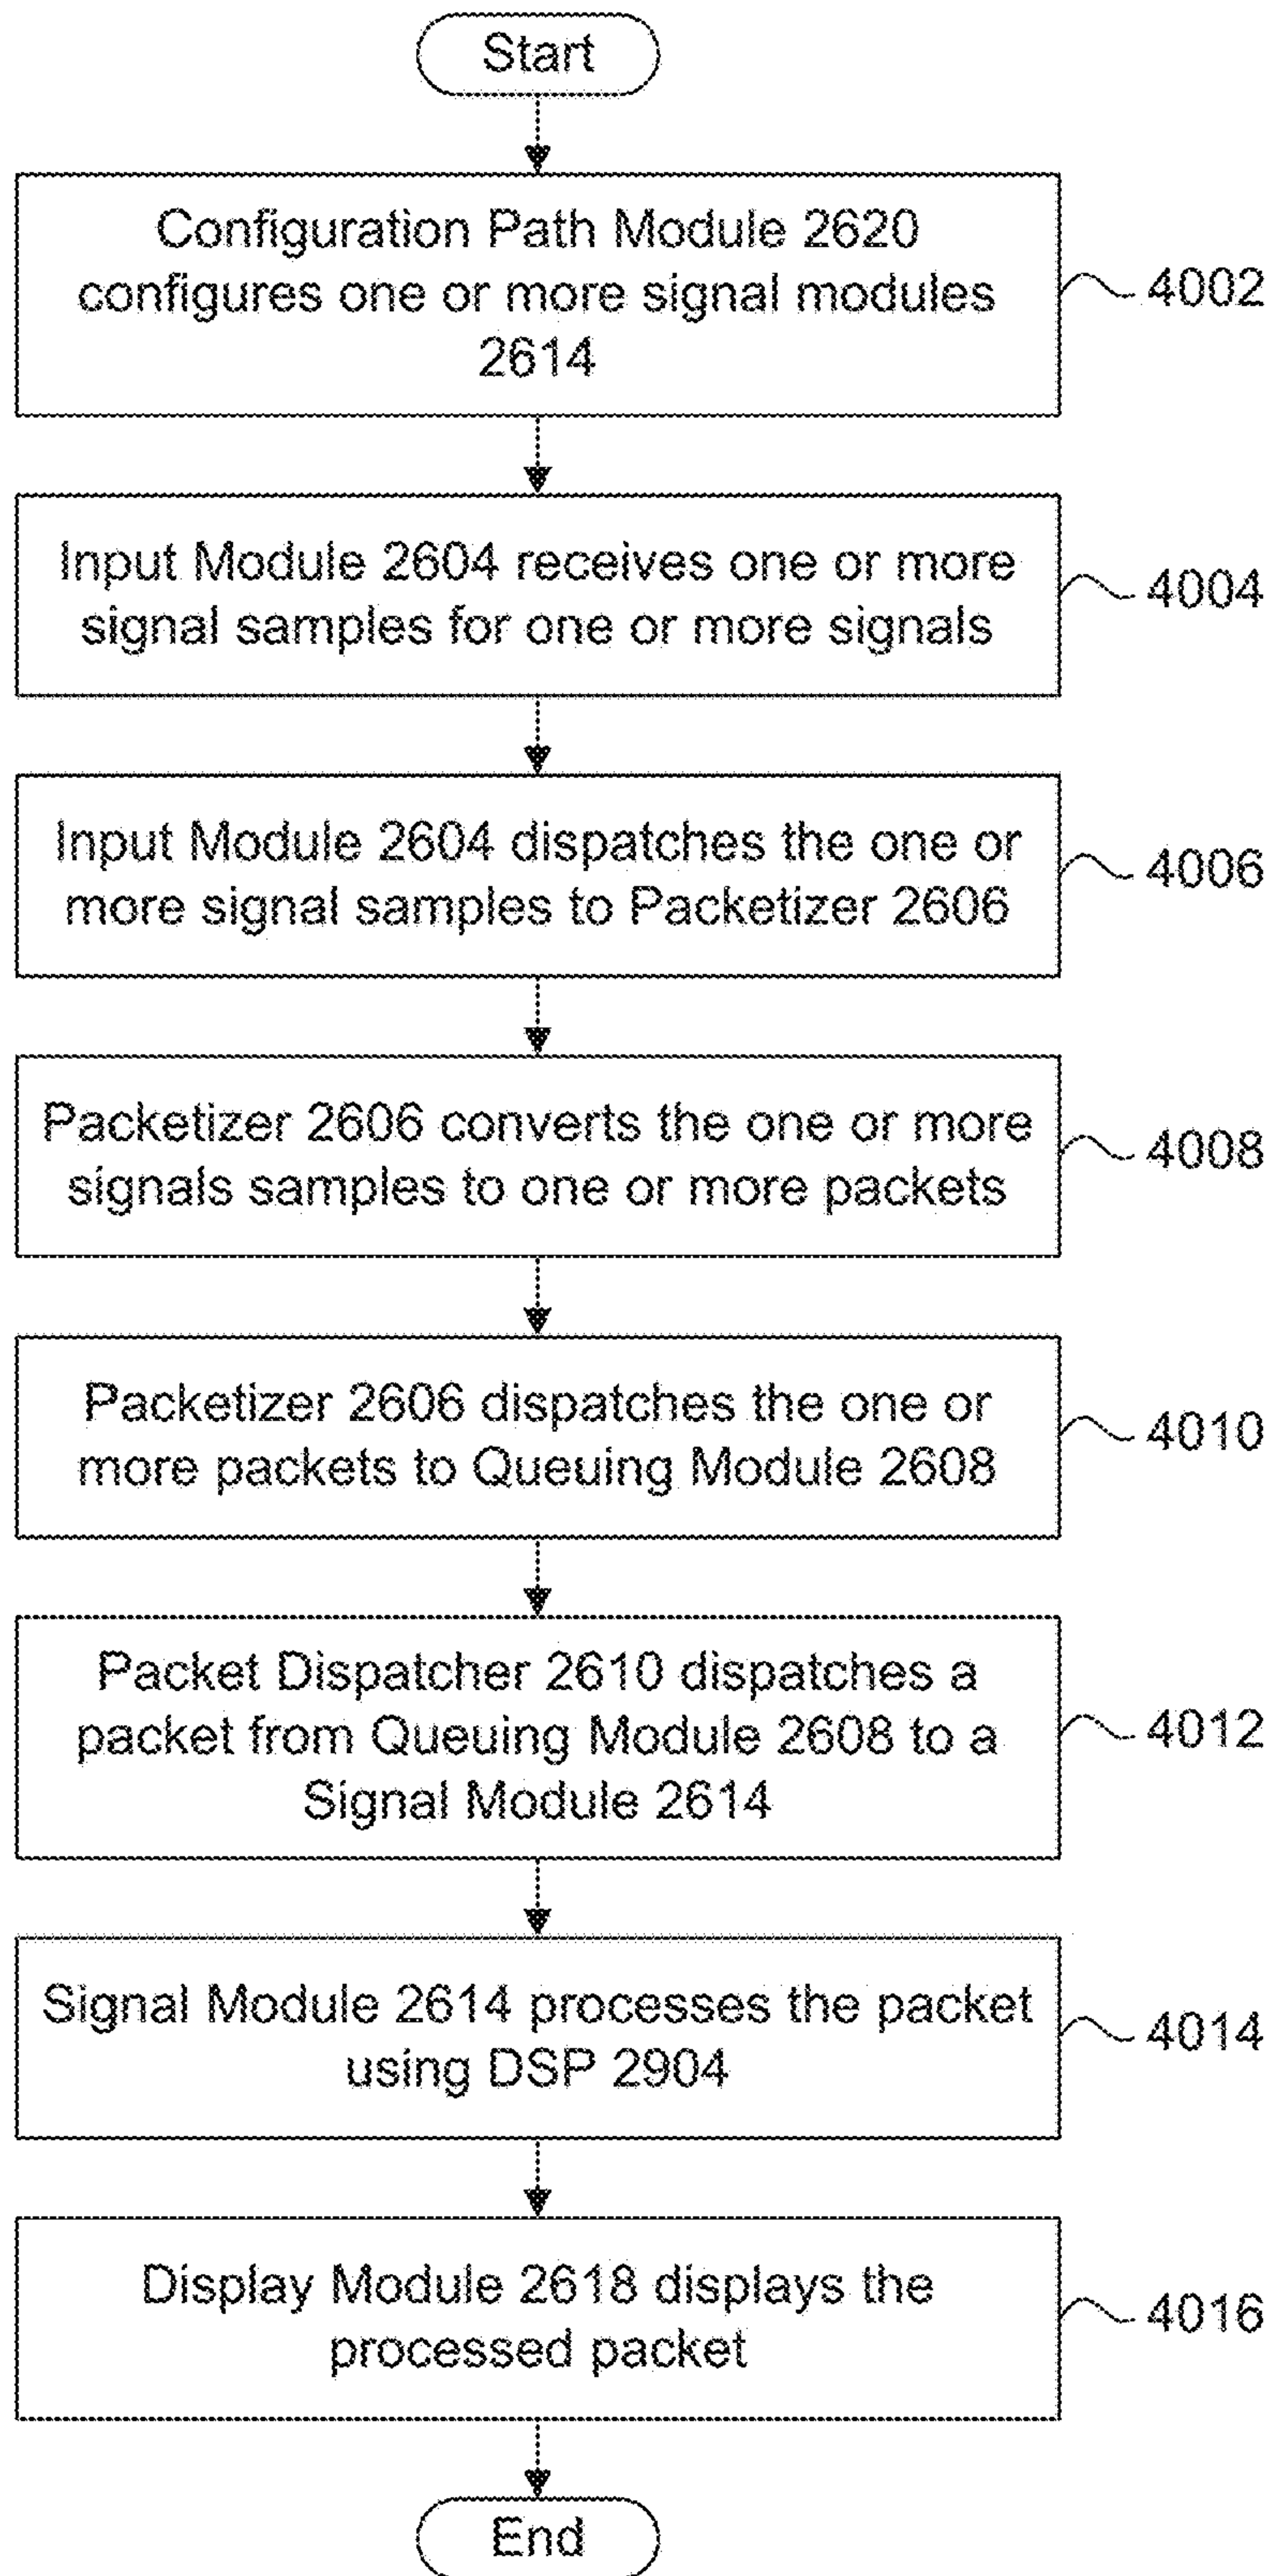 Start
Configuration Path Module 2620
configures one or more signal modules
2614
4002
Input Module 2604 receives one or more
signal samples for one or more signals
4004
Input Module 2604 dispatches the one or
more signal samples to Packetizer 2606
4006
Packetizer 2606 converts the one or more
signals samples to one or more packets
4008
Packetizer 2606 dispatches the one or
more packets to Queuing Module 2608
4010
Packet Dispatcher 2610 dispatches a
packet from Queuing Module 2608 to a
Signal Module 2614
4012
Signal Module 2614 processes the packet
using DSP 2904
4014
Display Module 2618 displays the
processed packet
4016
End